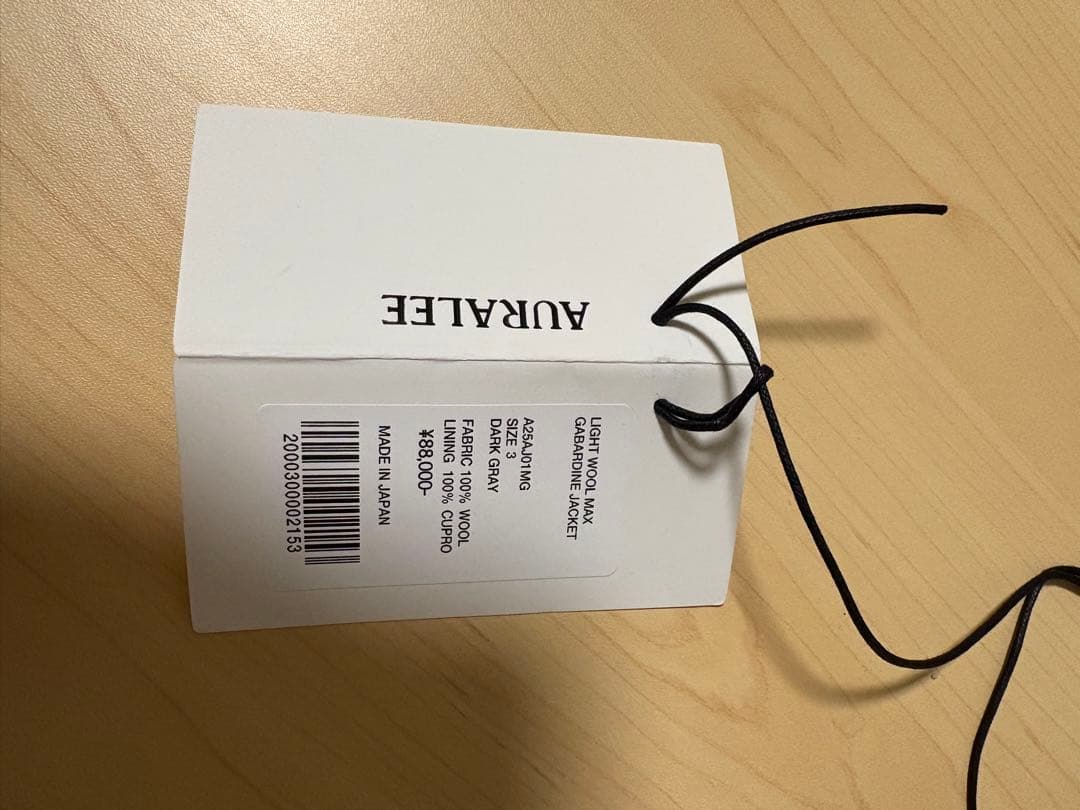 AURALEE
LIGHT WOOL MAX
GABARDINE JACKET
A25AJ01MG
SIZE 3
DARK GRAY
FABRIC 100% WOOL
LINING 100% CUPRO
¥88,000-
MADE IN JAPAN
2000300002153